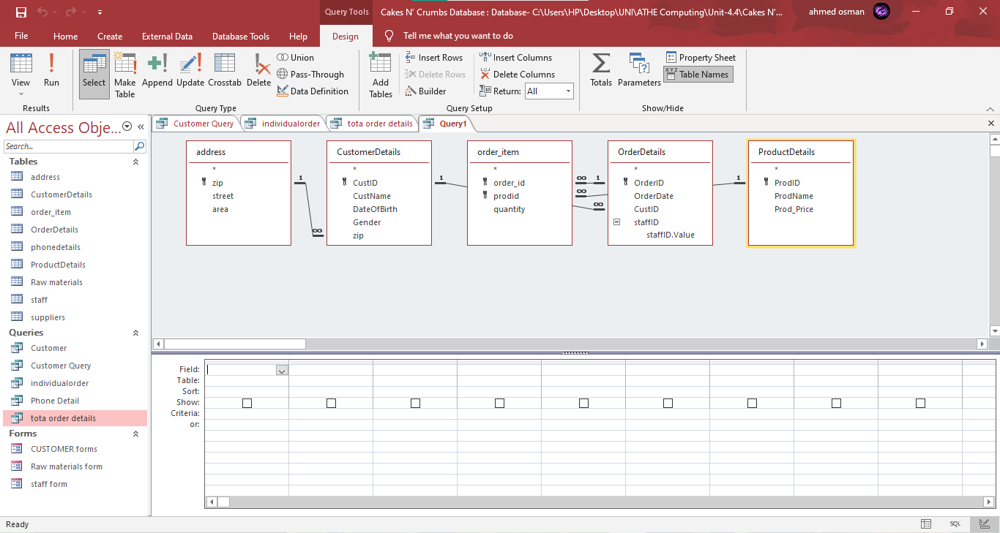 Query Tools
Cakes N' Crumbs Database : Database- C:\Users\HP\Desktop\UNI\ATHE Computing\Unit-4.4\Cakes N'...
ahmed osman
File Home Create External Data Database Tools Help Design Tell me what you want to do
View
Run
Results
Select
Make Table
Append
Update
Crosstab
Delete
Union
Pass-Through
Data Definition
Query Type
Add Tables
Insert Rows
Delete Rows
Builder
Insert Columns
Delete Columns
Return: All
Query Setup
Totals
Parameters
Property Sheet
XYZ Table Names
Show/Hide
All Access Obje...
Search...
Tables
address
CustomerDetails
order_item
OrderDetails
phonedetails
ProductDetails
Raw materials
staff
suppliers
Queries
Customer
Customer Query
individualorder
Phone Detail
tota order details
Forms
CUSTOMER forms
Raw materials form
staff form
Customer Query individualorder tota order details Query1
address
*
zip
street
area
1
∞
CustomerDetails
*
CustID
CustName
DateOfBirth
Gender
zip
1
order_item
*
order_id
prodid
quantity
∞ 1
∞
∞
OrderDetails
*
OrderID
OrderDate
CustID
staffID
staffID.Value
1
ProductDetails
*
ProdID
ProdName
Prod_Price
Field:
Table:
Sort:
Show:
Criteria:
or:
Ready
SQL